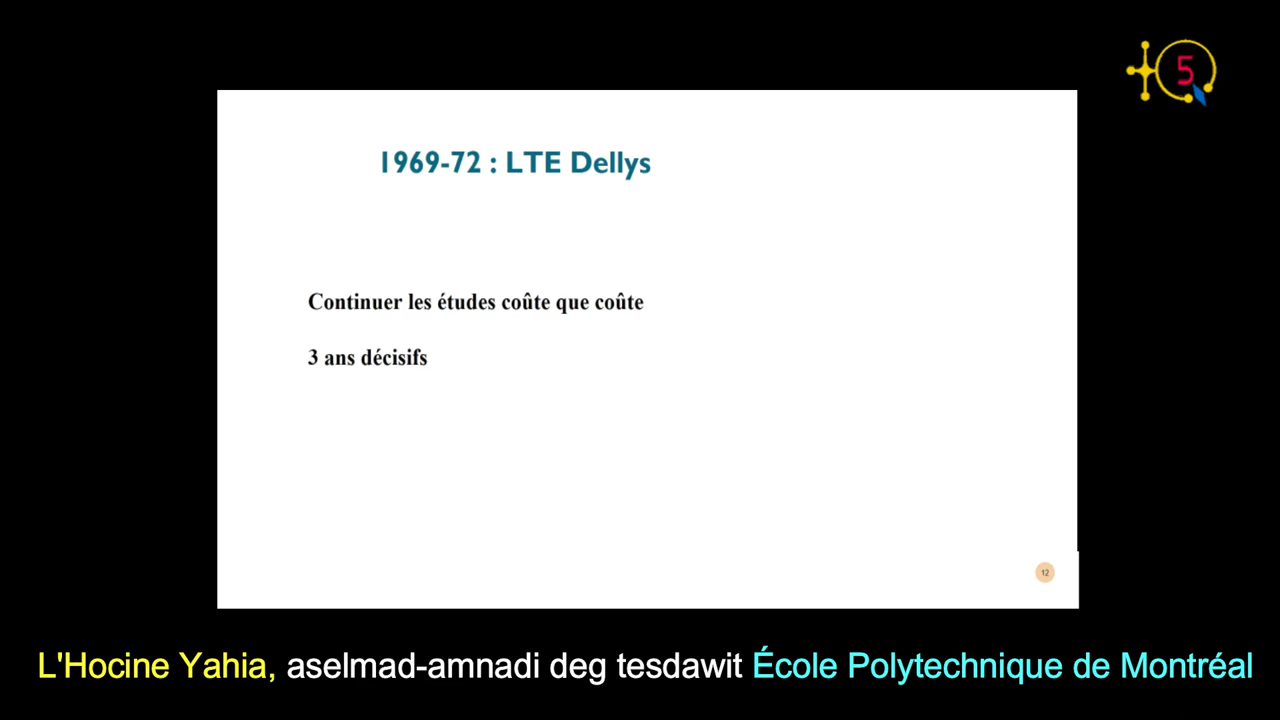 5
1969-72 : LTE Dellys
Continuer les études coûte que coûte
3 ans décisifs
12
L'Hocine Yahia, aselmad-amnadi deg tesdawit École Polytechnique de Montréal